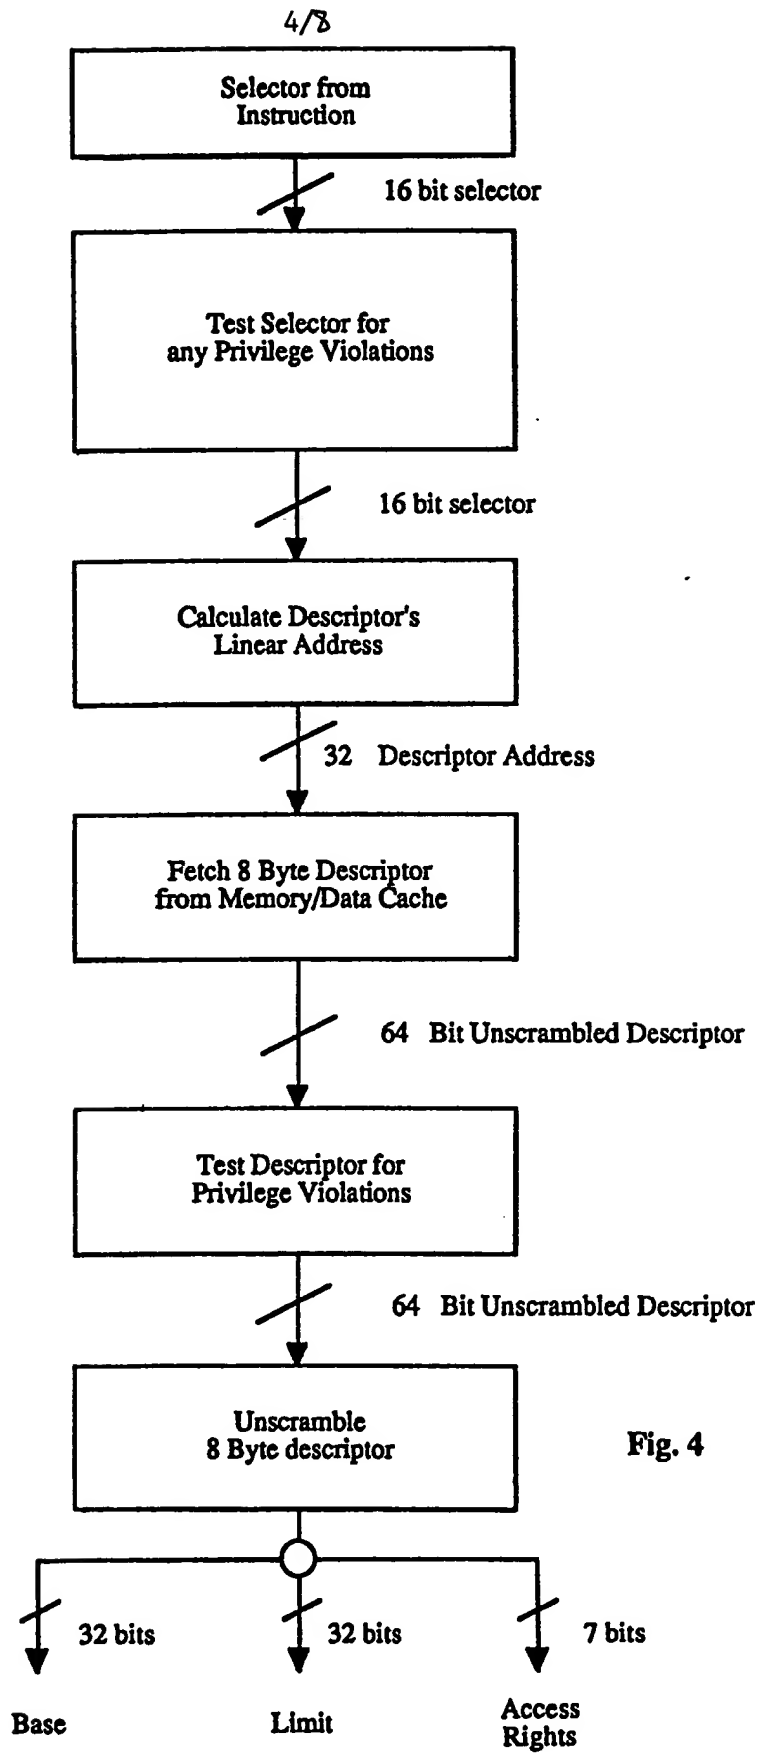 4/8
Selector from
Instruction
16 bit selector
Test Selector for
any Privilege Violations
16 bit selector
Calculate Descriptor's
Linear Address
32 Descriptor Address
Fetch 8 Byte Descriptor
from Memory/Data Cache
64 Bit Unscrambled Descriptor
Test Descriptor for
Privilege Violations
64 Bit Unscrambled Descriptor
Unscramble
8 Byte descriptor
Fig. 4
32 bits
32 bits
7 bits
Base
Limit
Access
Rights